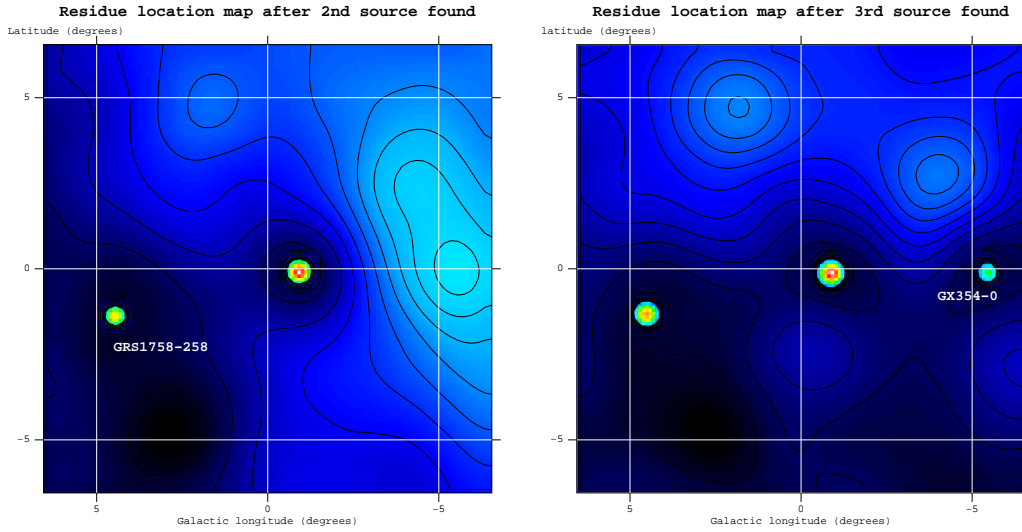 Residue location map after 2nd source found
Latitude (degrees)
5
0
-5
GRS1758-258
5
0
-5
Galactic longitude (degrees)
Residue location map after 3rd source found
latitude (degrees)
5
0
-5
GX354-0
5
0
-5
Galactic longitude (degrees)